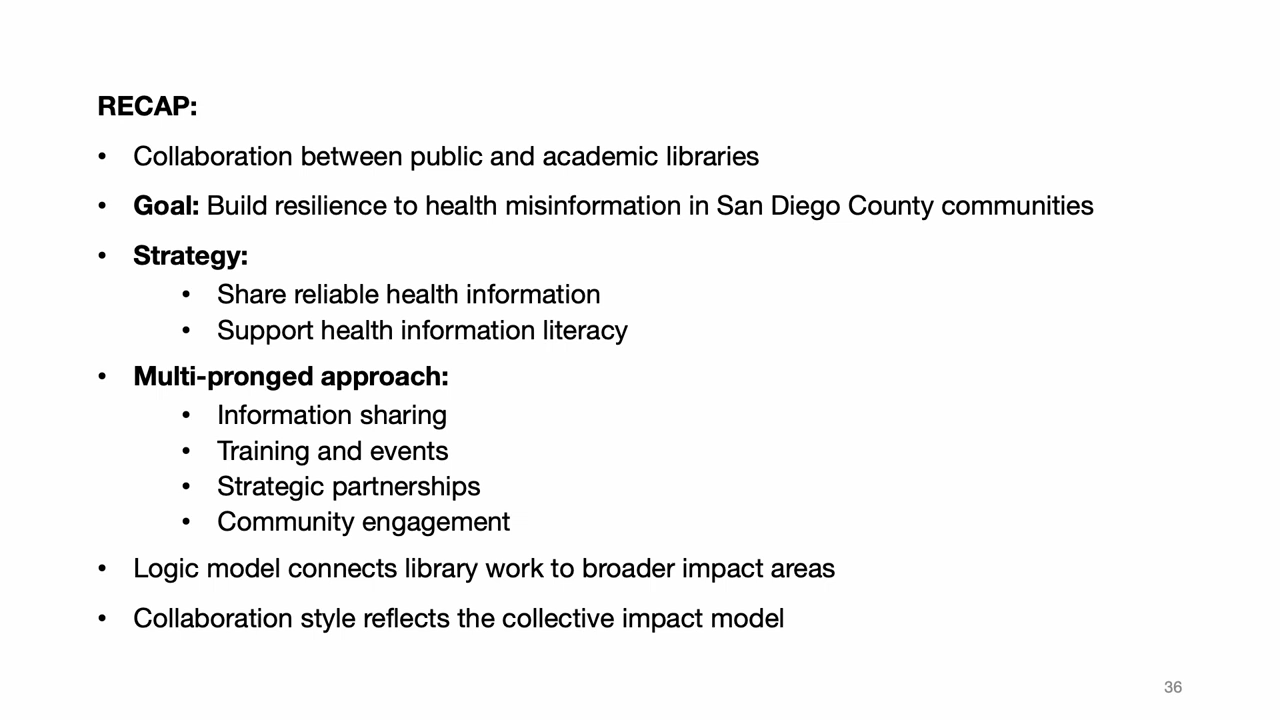 RECAP:
• Collaboration between public and academic libraries
• Goal: Build resilience to health misinformation in San Diego County communities
• Strategy:
• Share reliable health information
• Support health information literacy
• Multi-pronged approach:
• Information sharing
• Training and events
• Strategic partnerships
• Community engagement
• Logic model connects library work to broader impact areas
• Collaboration style reflects the collective impact model
36